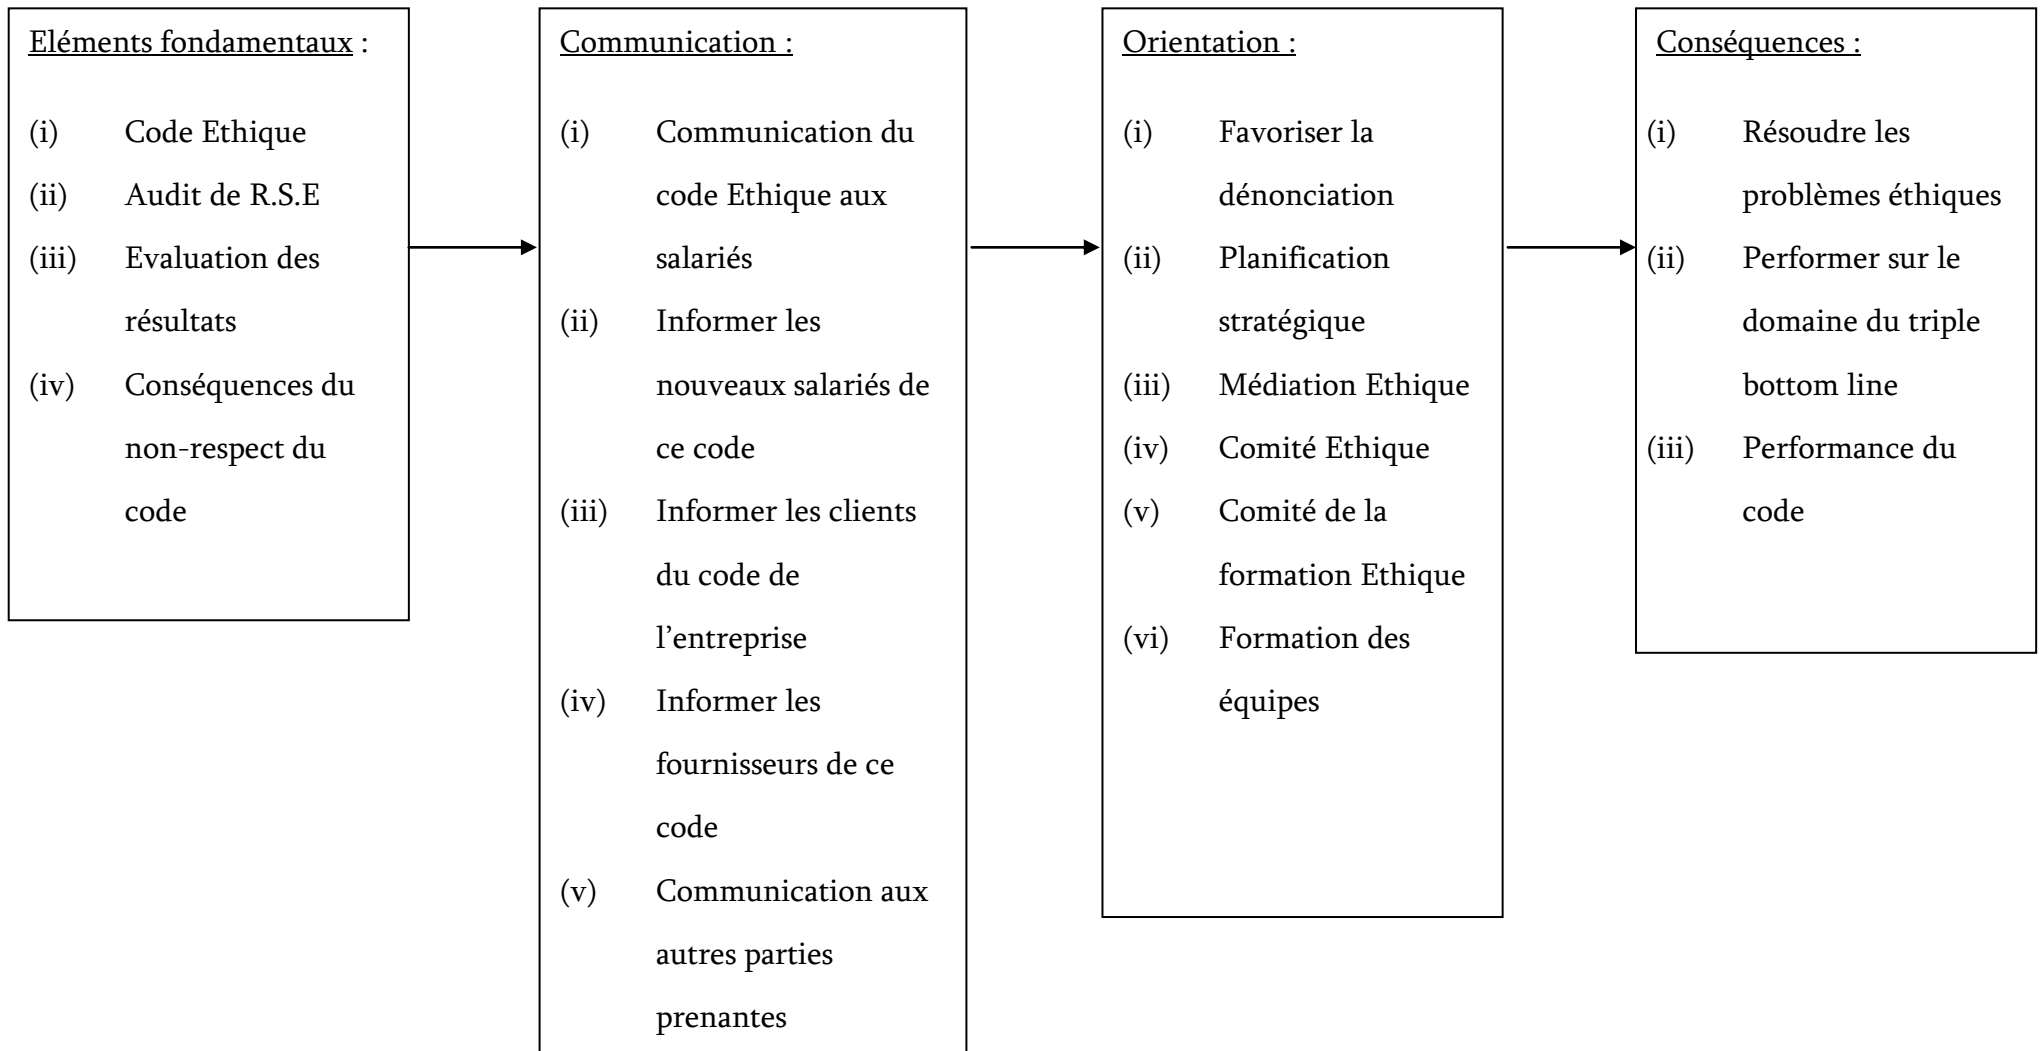 Eléments fondamentaux :
(i) Code Ethique
(ii) Audit de R.S.E
(iii) Evaluation des
résultats
(iv) Conséquences du
non-respect du
code
Communication :
(i) Communication du
code Ethique aux
salariés
(ii) Informer les
nouveaux salariés de
ce code
(iii) Informer les clients
du code de
l’entreprise
(iv) Informer les
fournisseurs de ce
code
(v) Communication aux
autres parties
prenantes
Orientation :
(i) Favoriser la
dénonciation
(ii) Planification
stratégique
(iii) Médiation Ethique
(iv) Comité Ethique
(v) Comité de la
formation Ethique
(vi) Formation des
équipes
Conséquences :
(i) Résoudre les
problèmes éthiques
(ii) Performer sur le
domaine du triple
bottom line
(iii) Performance du
code